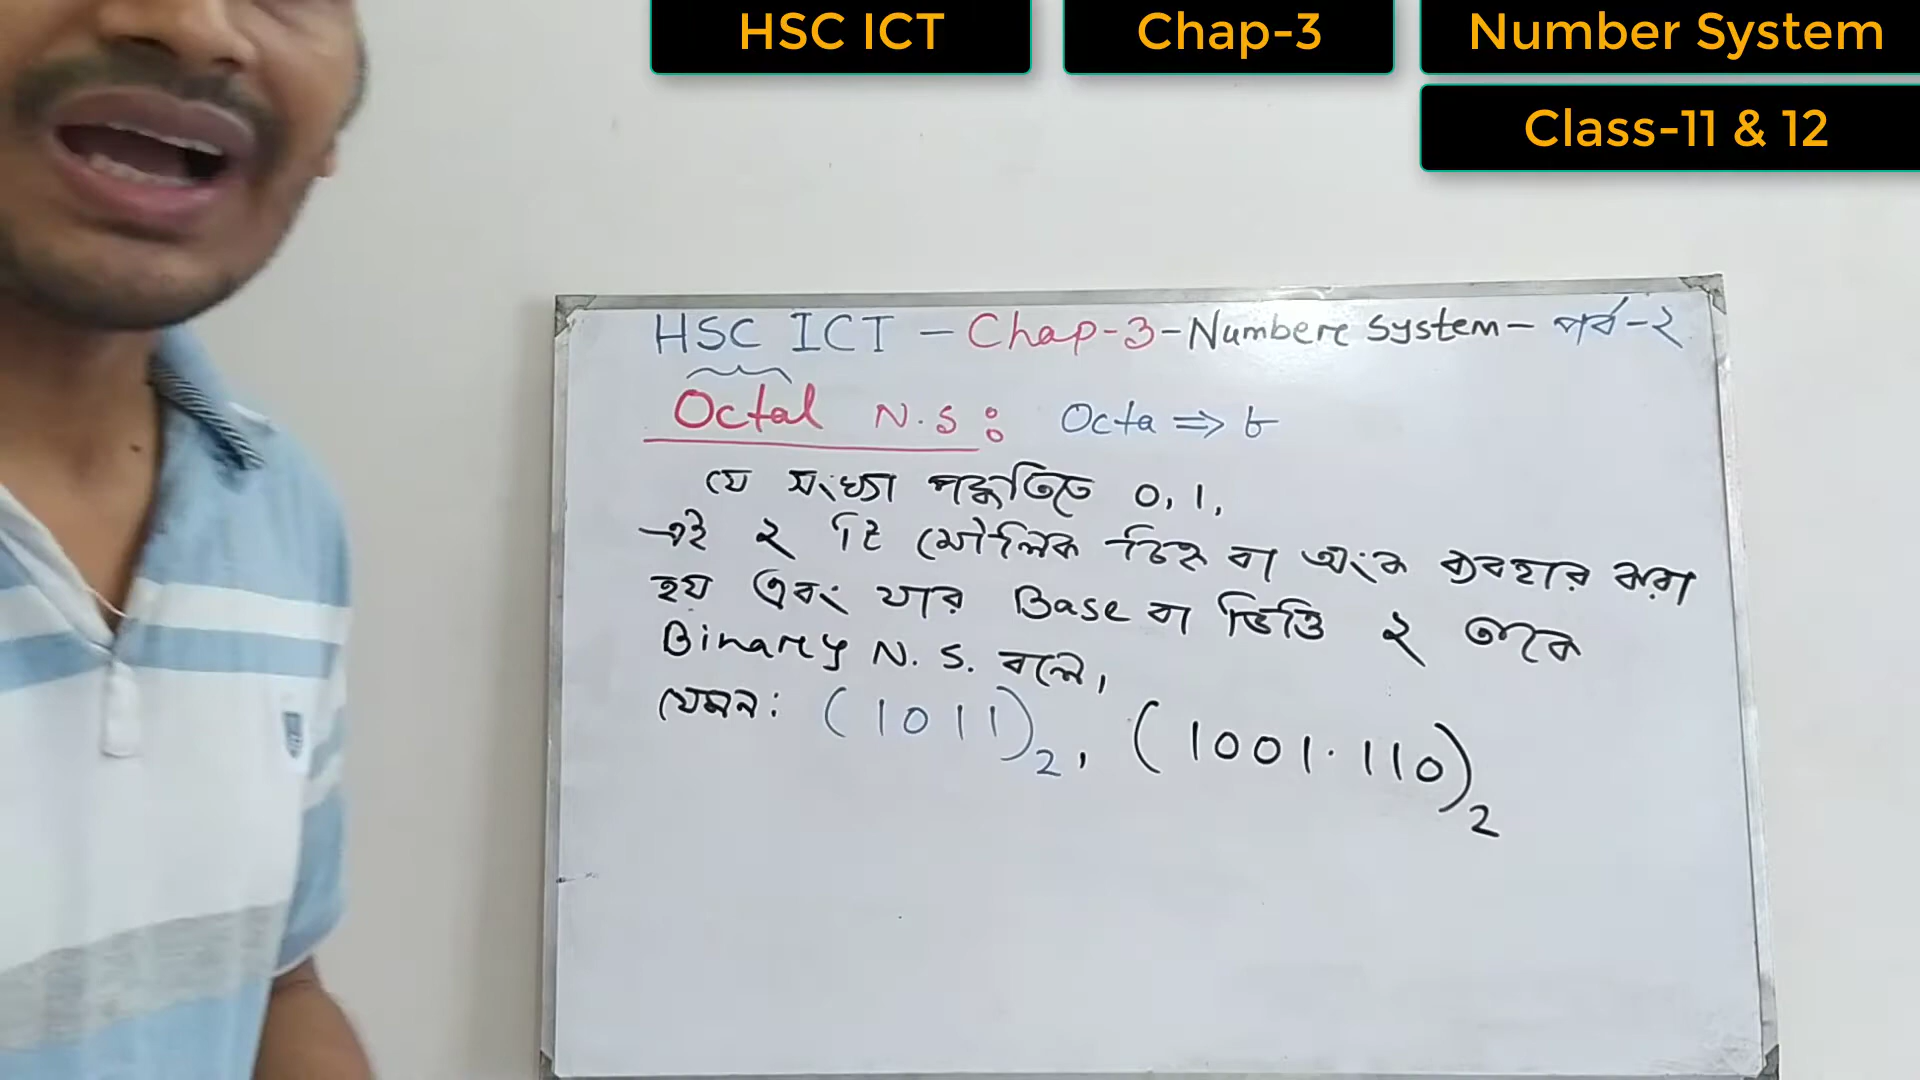 HSC ICT
Chap-3
Number System
Class-11 & 12
HSC ICT - Chap-3-Numbere System- পর্ব-২
Octal N.S: Octa ⇒ ৮
যে সংখ্যা পদ্ধতিতে 0, 1,
এই ২ টি মৌলিক চিহ্ন বা অংক ব্যবহার করা
হয় এবং যার Base বা ভিত্তি ২ তাকে
Binarey N. S. বলে,
যেমন: (1011)2, (1001.110)2